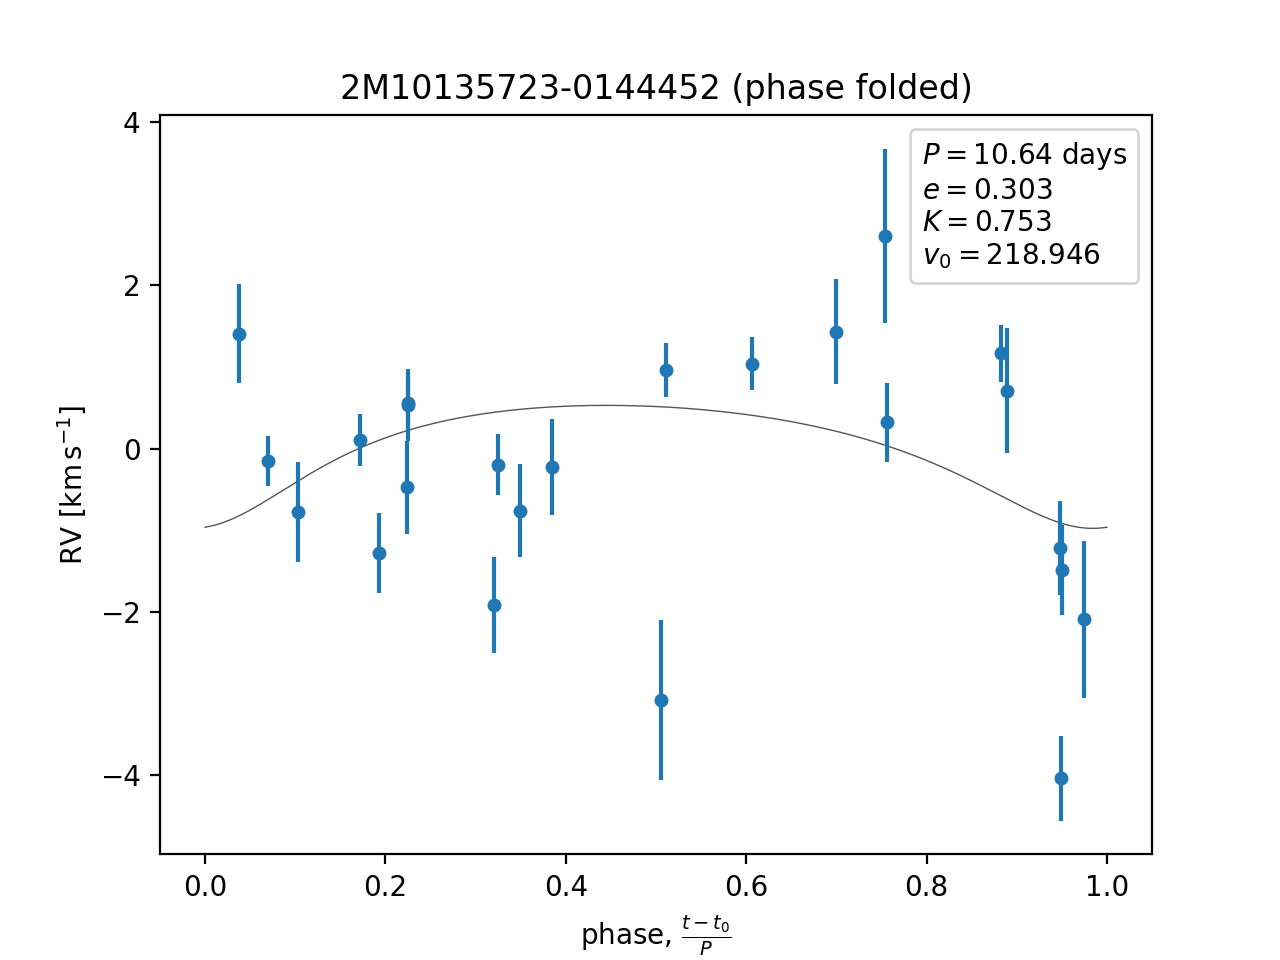 2M10135723-0144452 (phase folded)
P = 10.64 days
e = 0.303
K = 0.753
v₀ = 218.946
4
2
0
−2
−4
RV [km s⁻¹]
0.0 0.2 0.4 0.6 0.8 1.0
phase, (t − t₀)/P